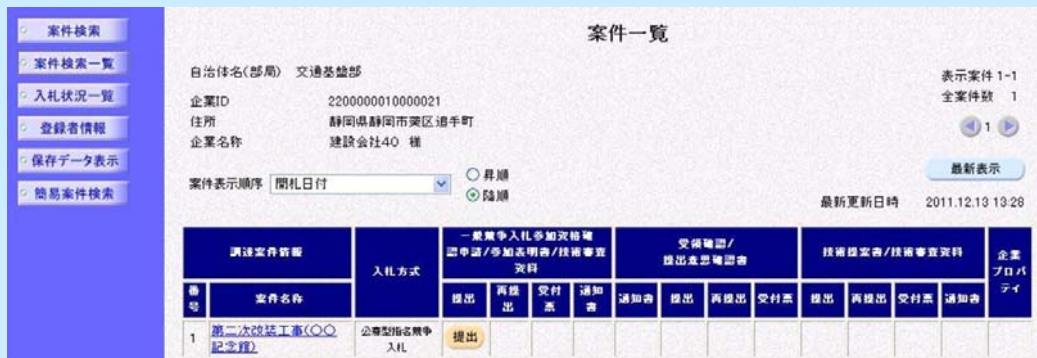 案件一覧
案件検索
案件検索一覧
入札状況一覧
登録者情報
保存データ表示
簡易案件検索
自治体名(部局) 交通基盤部
企業ID 2200000010000021
住所 静岡県静岡市葵区追手町
企業名称 建設会社40 様
表示案件 1-1
全案件数 1
1
案件表示順序 開札日付
昇順
降順
最新表示
最新更新日時 2011.12.13 13:28
調達案件情報
入札方式
一般競争入札参加資格確
認申請/参加表明書/技術審査
資料
受領確認/
提出意思確認書
技術提案書/技術審査資料
企業
プロパ
ティ
番
号
案件名称
提出
再提
出
受付
票
通知
書
通知書 提出 再提出 受付票
提出 再提出 受付票 通知書
1
第二次改装工事(〇〇
記念館)
公募型指名競争
入札
提出